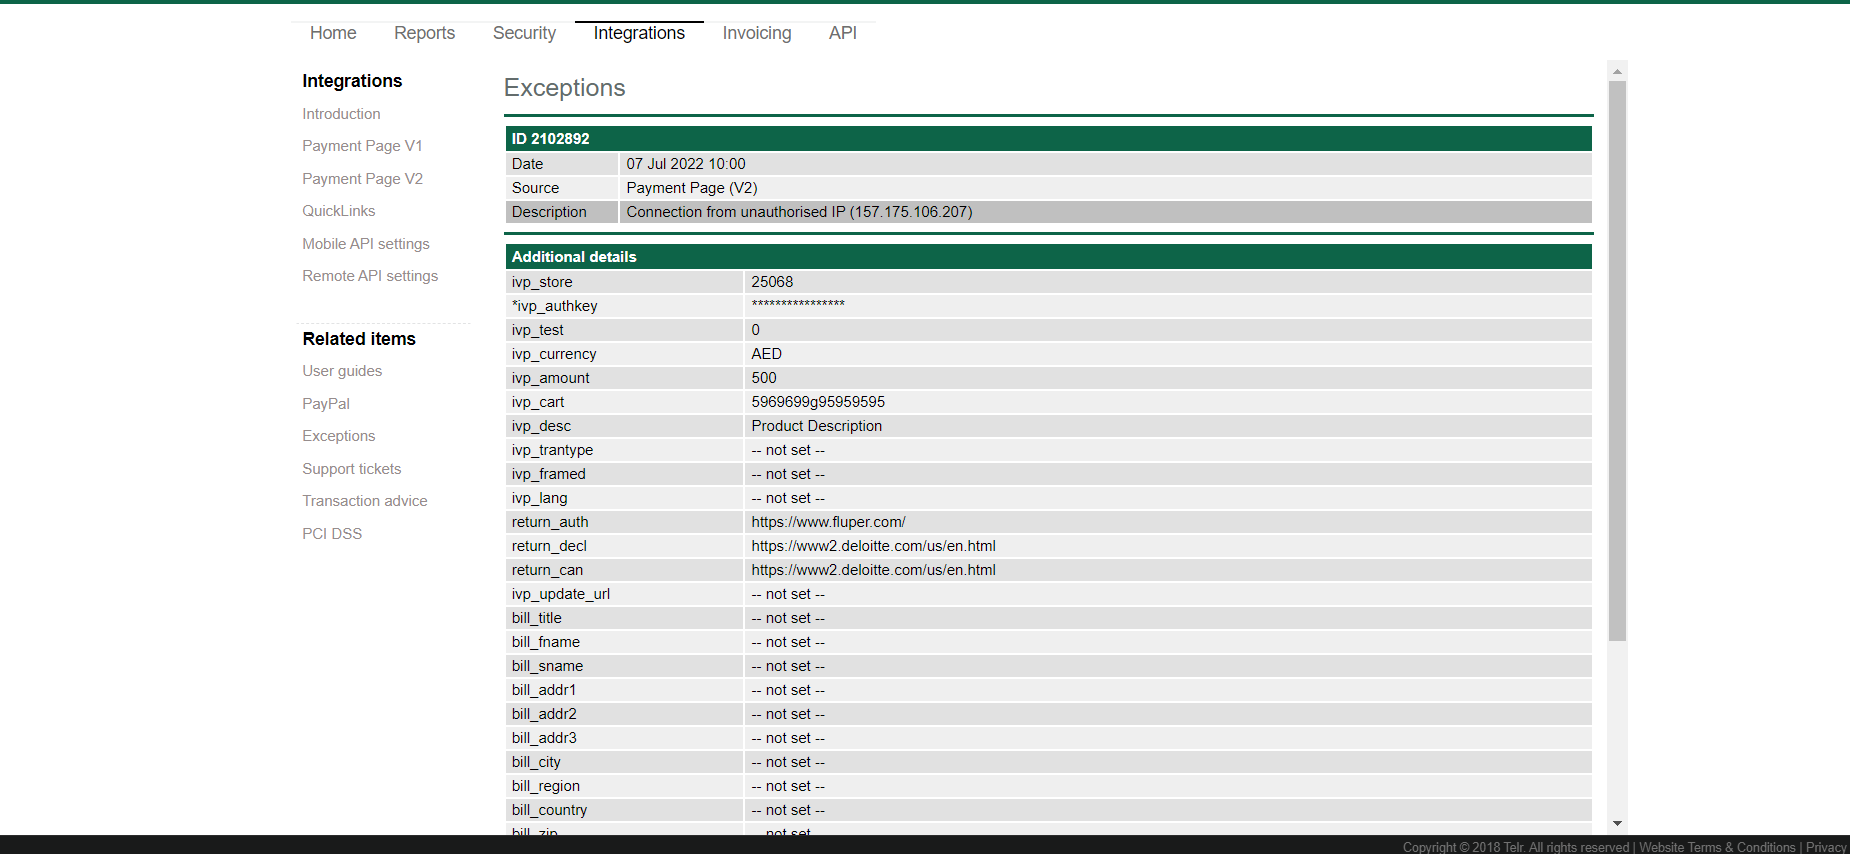 Home Reports Security Integrations Invoicing API
Integrations
Introduction
Payment Page V1
Payment Page V2
QuickLinks
Mobile API settings
Remote API settings
Related items
User guides
PayPal
Exceptions
Support tickets
Transaction advice
PCI DSS
Exceptions
ID 2102892
Date 07 Jul 2022 10:00
Source Payment Page (V2)
Description Connection from unauthorised IP (157.175.106.207)
Additional details
ivp_store 25068
*ivp_authkey ****************
ivp_test 0
ivp_currency AED
ivp_amount 500
ivp_cart 5969699g95959595
ivp_desc Product Description
ivp_trantype -- not set --
ivp_framed -- not set --
ivp_lang -- not set --
return_auth https://www.fluper.com/
return_decl https://www2.deloitte.com/us/en.html
return_can https://www2.deloitte.com/us/en.html
ivp_update_url -- not set --
bill_title -- not set --
bill_fname -- not set --
bill_sname -- not set --
bill_addr1 -- not set --
bill_addr2 -- not set --
bill_addr3 -- not set --
bill_city -- not set --
bill_region -- not set --
bill_country -- not set --
bill_zip -- not set --
Copyright © 2018 Telr. All rights reserved | Website Terms & Conditions | Privacy